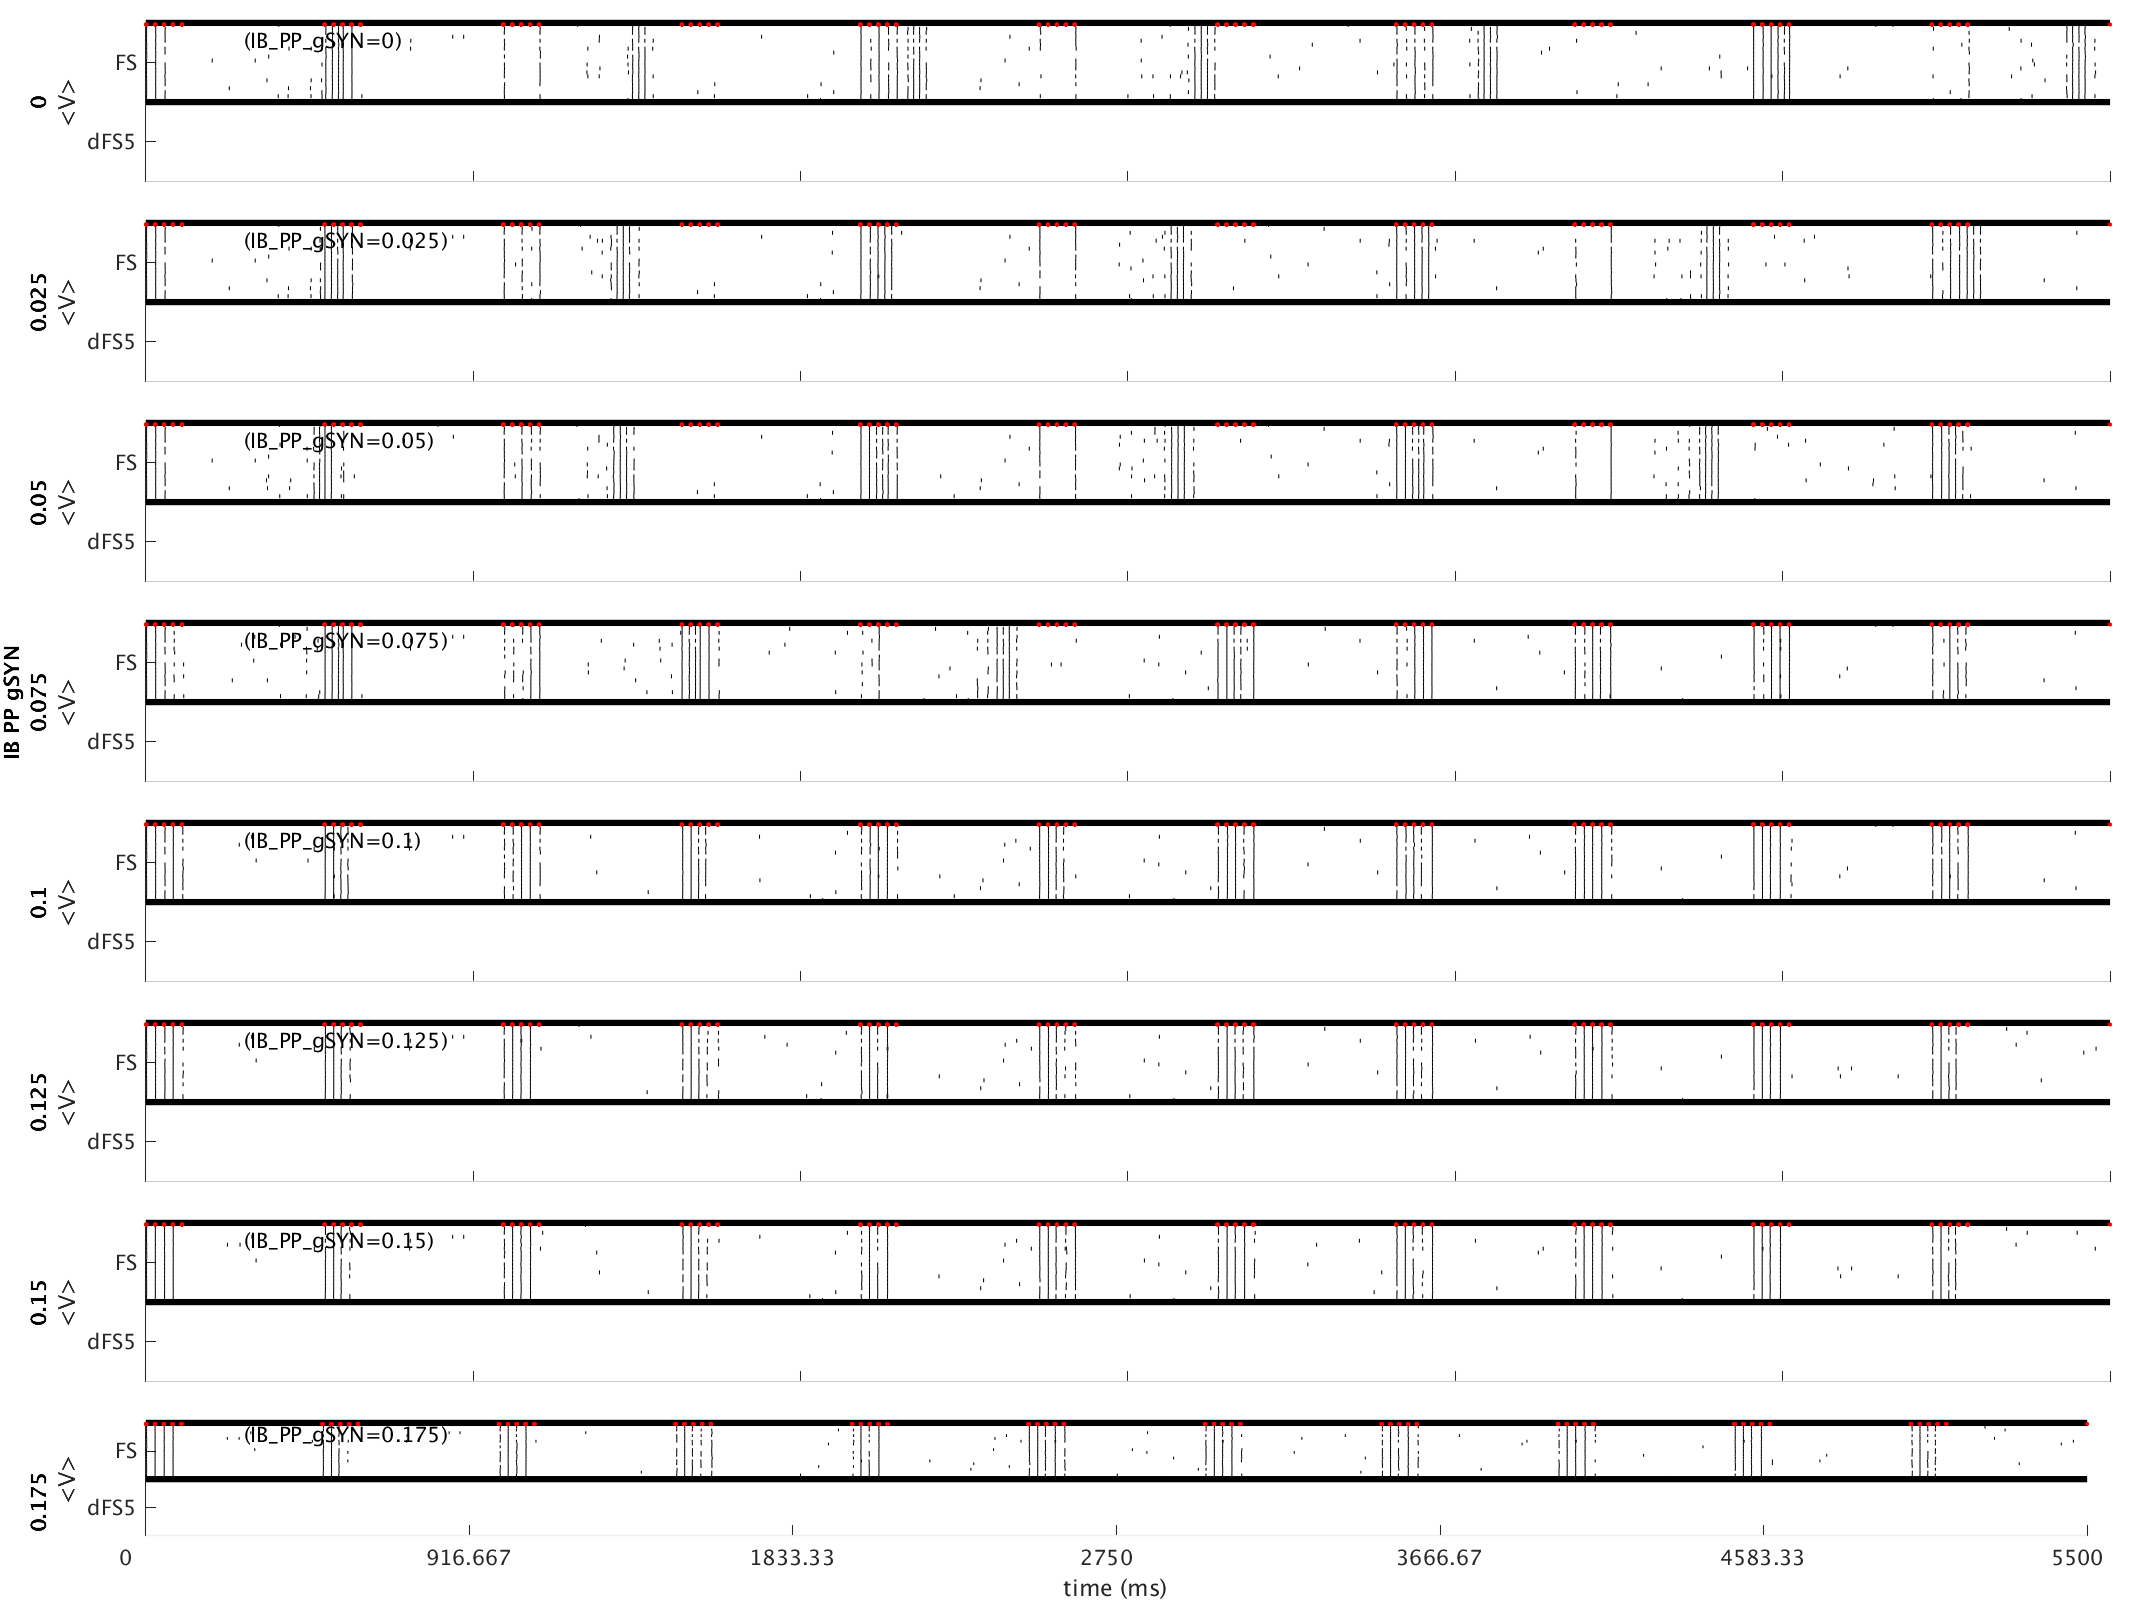 (IB_PP_gSYN=0)
FS
dFS5
0
<V>
(IB_PP_gSYN=0.025)
FS
dFS5
0.025
<V>
(IB_PP_gSYN=0.05)
FS
dFS5
0.05
<V>
IB PP gSYN
(IB_PP_gSYN=0.075)
FS
dFS5
0.075
<V>
(IB_PP_gSYN=0.1)
FS
dFS5
0.1
<V>
(IB_PP_gSYN=0.125)
FS
dFS5
0.125
<V>
(IB_PP_gSYN=0.15)
FS
dFS5
0.15
<V>
(IB_PP_gSYN=0.175)
FS
dFS5
0.175
<V>
0 916.667 1833.33 2750 3666.67 4583.33 5500
time (ms)